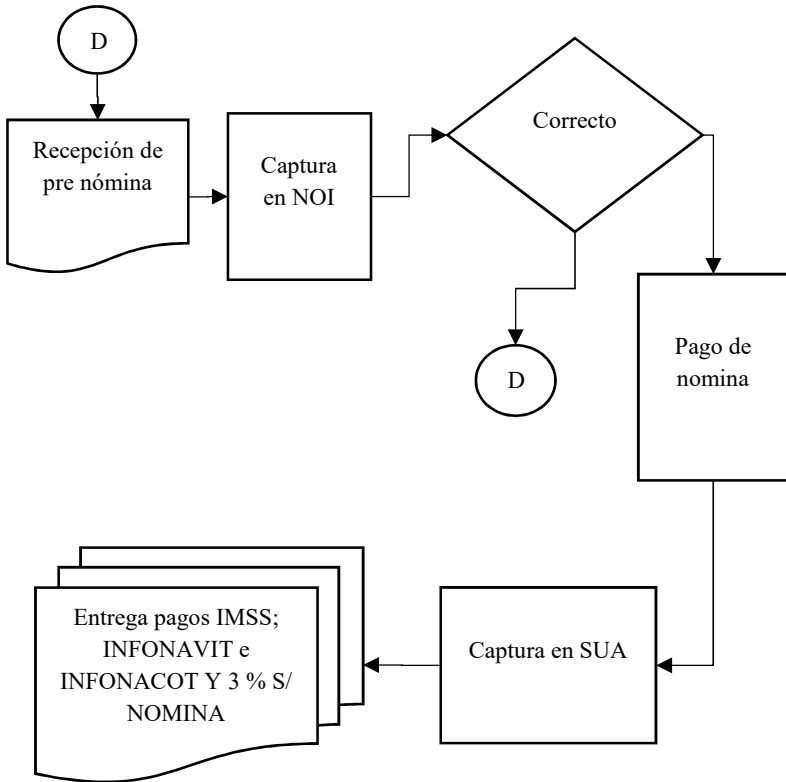 D
Recepción de
pre nómina
Captura
en NOI
Correcto
D
Pago de
nomina
Captura en SUA
Entrega pagos IMSS;
INFONAVIT e
INFONACOT Y 3 % S/
NOMINA